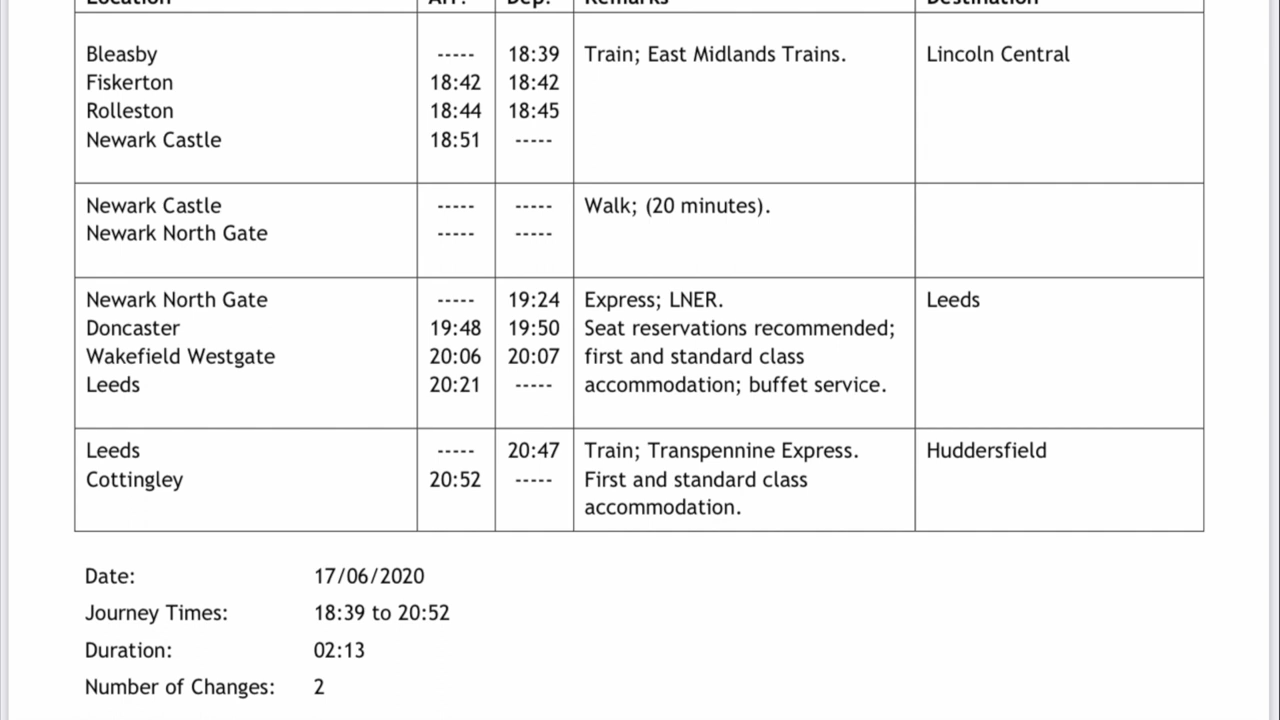 Location Arr. Dep. Remarks Destination
Bleasby ----- 18:39 Train; East Midlands Trains. Lincoln Central
Fiskerton 18:42 18:42
Rolleston 18:44 18:45
Newark Castle 18:51 -----
Newark Castle ----- ----- Walk; (20 minutes).
Newark North Gate ----- -----
Newark North Gate ----- 19:24 Express; LNER. Leeds
Doncaster 19:48 19:50 Seat reservations recommended;
Wakefield Westgate 20:06 20:07 first and standard class
Leeds 20:21 ----- accommodation; buffet service.
Leeds ----- 20:47 Train; Transpennine Express. Huddersfield
Cottingley 20:52 ----- First and standard class
accommodation.
Date: 17/06/2020
Journey Times: 18:39 to 20:52
Duration: 02:13
Number of Changes: 2